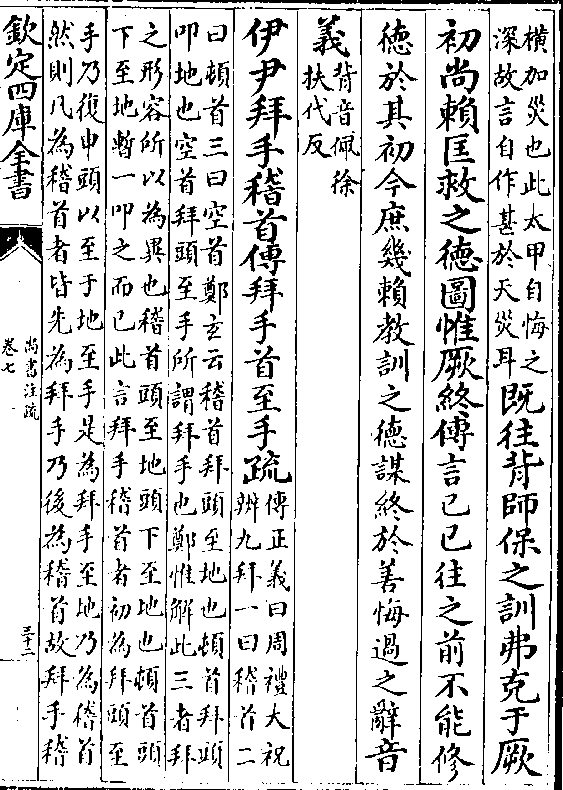 橫加災也此太甲自悔之
深故言自作甚於天災耳
既往背師保之訓弗克于厥
初尚賴匡救之德圖惟厥終傳言己已往之前不能修
德於其初今庶幾賴教訓之德謀終於善悔過之辭音
義背音佩徐
扶代反
伊尹拜手稽首傳拜手首至手疏傳正義曰周禮大祝
辨九拜一曰稽首二
曰頓首三曰空首鄭玄云稽首拜頭至地也頓首拜頭
叩地也空首拜頭至手所謂拜手也鄭惟解此三者拜
之形容所以為異也稽首頭至地頭下至地也頓首頭
下至地暫一叩之而已此言拜手稽首者初為拜頭至
手乃復申頭以至于地至手是為拜手至地乃為稽首
然則凡為稽首者皆先為拜手乃後為稽首故拜手稽
欽定四庫全書
尚書注疏
卷七
三十二